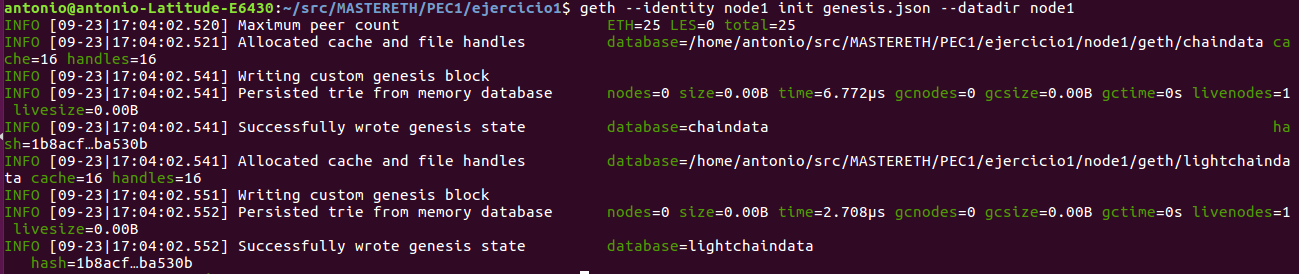 antonio@antonio-Latitude-E6430:~/src/MASTERETH/PEC1/ejercicio1$ geth --identity node1 init genesis.json --datadir node1
INFO [09-23|17:04:02.520] Maximum peer count                       ETH=25 LES=0 total=25
INFO [09-23|17:04:02.521] Allocated cache and file handles         database=/home/antonio/src/MASTERETH/PEC1/ejercicio1/node1/geth/chaindata ca
che=16 handles=16
INFO [09-23|17:04:02.541] Writing custom genesis block
INFO [09-23|17:04:02.541] Persisted trie from memory database      nodes=0 size=0.00B time=6.772µs gcnodes=0 gcsize=0.00B gctime=0s livenodes=1
 livesize=0.00B
INFO [09-23|17:04:02.541] Successfully wrote genesis state         database=chaindata                                                        ha
sh=1b8acf…ba530b
INFO [09-23|17:04:02.541] Allocated cache and file handles         database=/home/antonio/src/MASTERETH/PEC1/ejercicio1/node1/geth/lightchainda
ta cache=16 handles=16
INFO [09-23|17:04:02.551] Writing custom genesis block
INFO [09-23|17:04:02.552] Persisted trie from memory database      nodes=0 size=0.00B time=2.708µs gcnodes=0 gcsize=0.00B gctime=0s livenodes=1
 livesize=0.00B
INFO [09-23|17:04:02.552] Successfully wrote genesis state         database=lightchaindata
   hash=1b8acf…ba530b